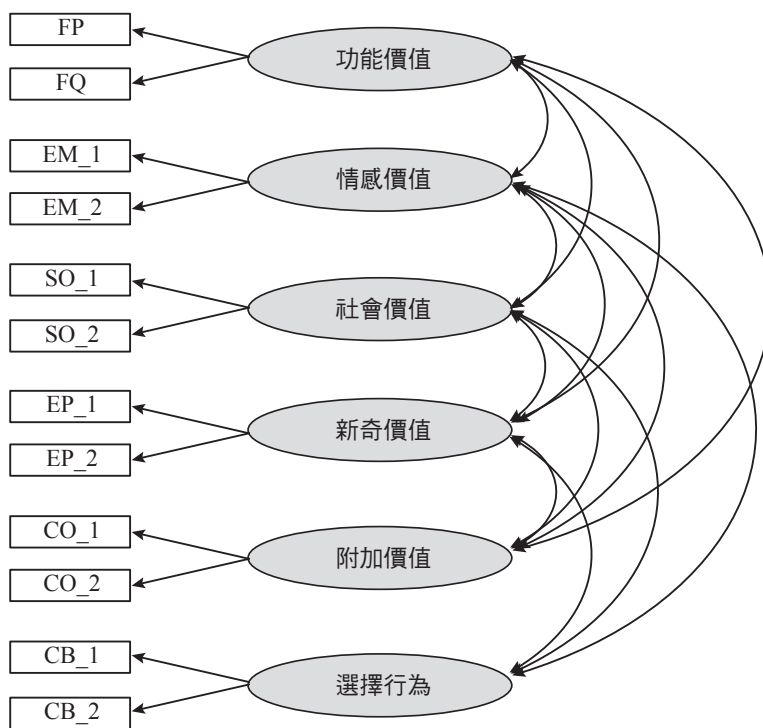 FP
功能價值
FQ
EM_1
情感價值
EM_2
SO_1
社會價值
SO_2
EP_1
新奇價值
EP_2
CO_1
附加價值
CO_2
CB_1
選擇行為
CB_2